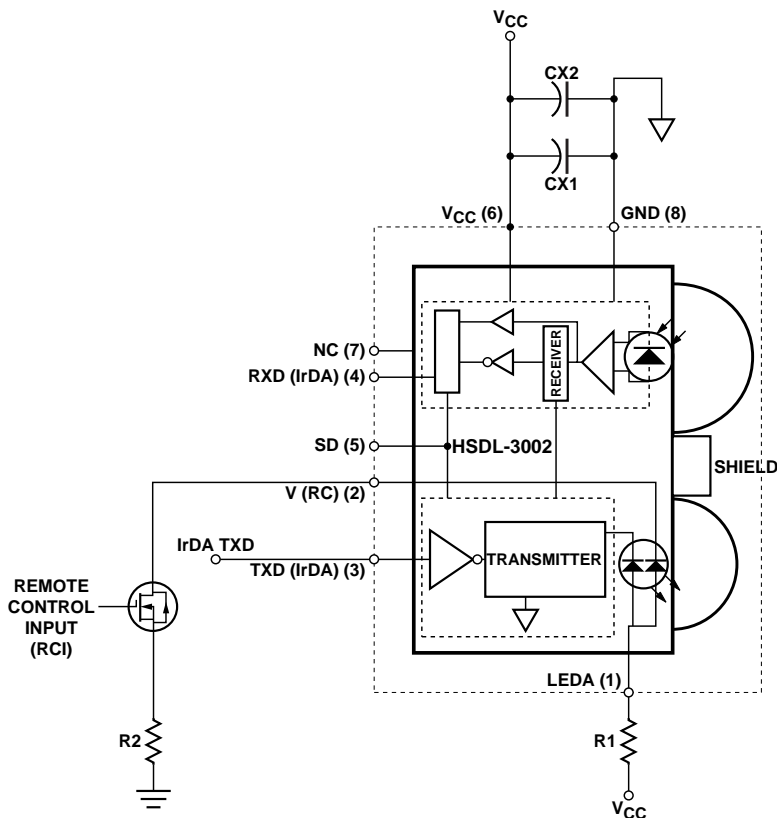 VCC
CX2
CX1
VCC (6)
GND (8)
NC (7)
RXD (IrDA) (4)
RECEIVER
SD (5)
HSDL-3002
SHIELD
V (RC) (2)
IrDA TXD
TXD (IrDA) (3)
TRANSMITTER
REMOTE
CONTROL
INPUT
(RCI)
LEDA (1)
R2
R1
VCC